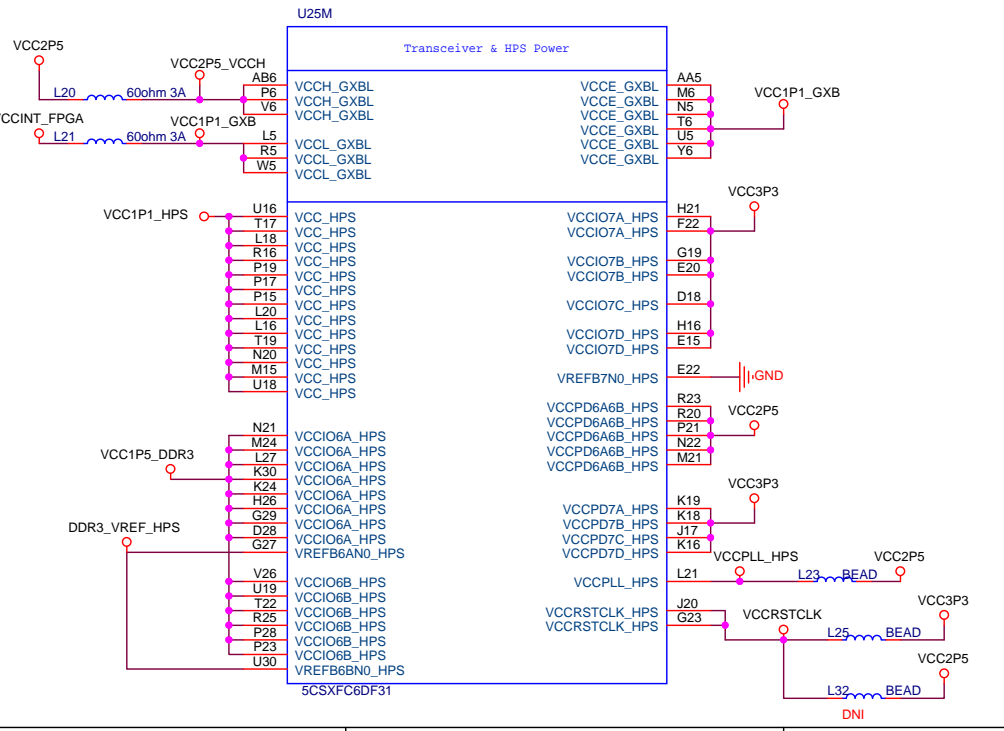 U25M
Transceiver & HPS Power
VCC2P5
VCC2P5_VCCH
L20 60ohm 3A
AB6 VCCH_GXBL
P6 VCCH_GXBL
V6 VCCH_GXBL
VCCINT_FPGA
VCC1P1_GXB
L21 60ohm 3A
L5 VCCL_GXBL
R5 VCCL_GXBL
W5 VCCL_GXBL
VCCE_GXBL AA5
VCCE_GXBL M6
VCCE_GXBL N5
VCCE_GXBL T6
VCCE_GXBL U5
VCCE_GXBL Y6
VCC1P1_GXB
VCC1P1_HPS
U16 VCC_HPS
T17 VCC_HPS
L18 VCC_HPS
R16 VCC_HPS
P19 VCC_HPS
P17 VCC_HPS
P15 VCC_HPS
L20 VCC_HPS
L16 VCC_HPS
T19 VCC_HPS
N20 VCC_HPS
M15 VCC_HPS
U18 VCC_HPS
VCC1P5_DDR3
N21 VCCIO6A_HPS
M24 VCCIO6A_HPS
L27 VCCIO6A_HPS
K30 VCCIO6A_HPS
K24 VCCIO6A_HPS
H26 VCCIO6A_HPS
G29 VCCIO6A_HPS
D28 VCCIO6A_HPS
DDR3_VREF_HPS
G27 VREFB6AN0_HPS
V26 VCCIO6B_HPS
U19 VCCIO6B_HPS
T22 VCCIO6B_HPS
R25 VCCIO6B_HPS
P28 VCCIO6B_HPS
P23 VCCIO6B_HPS
U30 VREFB6BN0_HPS
VCC3P3
VCCIO7A_HPS H21
VCCIO7A_HPS F22
VCCIO7B_HPS G19
VCCIO7B_HPS E20
VCCIO7C_HPS D18
VCCIO7D_HPS H16
VCCIO7D_HPS E15
VREFB7N0_HPS E22 GND
VCCPD6A6B_HPS R23
VCCPD6A6B_HPS R20
VCCPD6A6B_HPS P21
VCCPD6A6B_HPS N22
VCCPD6A6B_HPS M21
VCC2P5
VCC3P3
VCCPD7A_HPS K19
VCCPD7B_HPS K18
VCCPD7C_HPS J17
VCCPD7D_HPS K16
VCCPLL_HPS VCC2P5
VCCPLL_HPS L21 L23 BEAD
VCCRSTCLK_HPS J20
VCCRSTCLK_HPS G23
VCCRSTCLK VCC3P3
L25 BEAD
VCC2P5
L32 BEAD
DNI
5CSXFC6DF31